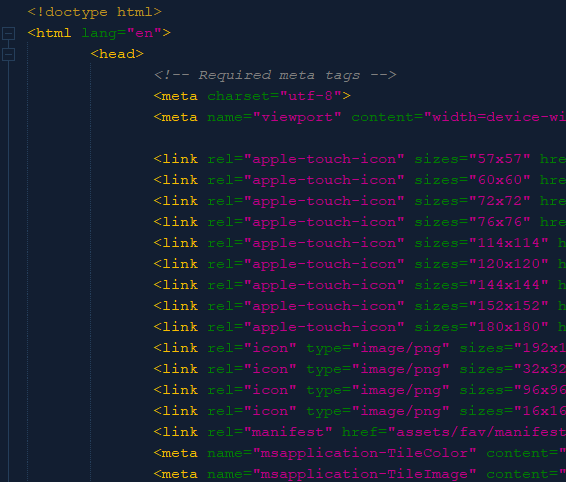 <!doctype html>
<html lang="en">
<head>
<!-- Required meta tags -->
<meta charset="utf-8">
<meta name="viewport" content="width=device-wi
<link rel="apple-touch-icon" sizes="57x57" hre
<link rel="apple-touch-icon" sizes="60x60" hre
<link rel="apple-touch-icon" sizes="72x72" hre
<link rel="apple-touch-icon" sizes="76x76" hre
<link rel="apple-touch-icon" sizes="114x114" h
<link rel="apple-touch-icon" sizes="120x120" h
<link rel="apple-touch-icon" sizes="144x144" h
<link rel="apple-touch-icon" sizes="152x152" h
<link rel="apple-touch-icon" sizes="180x180" h
<link rel="icon" type="image/png" sizes="192x1
<link rel="icon" type="image/png" sizes="32x32
<link rel="icon" type="image/png" sizes="96x96
<link rel="icon" type="image/png" sizes="16x16
<link rel="manifest" href="assets/fav/manifest
<meta name="msapplication-TileColor" content="
<meta name="msapplication-TileImage" content="